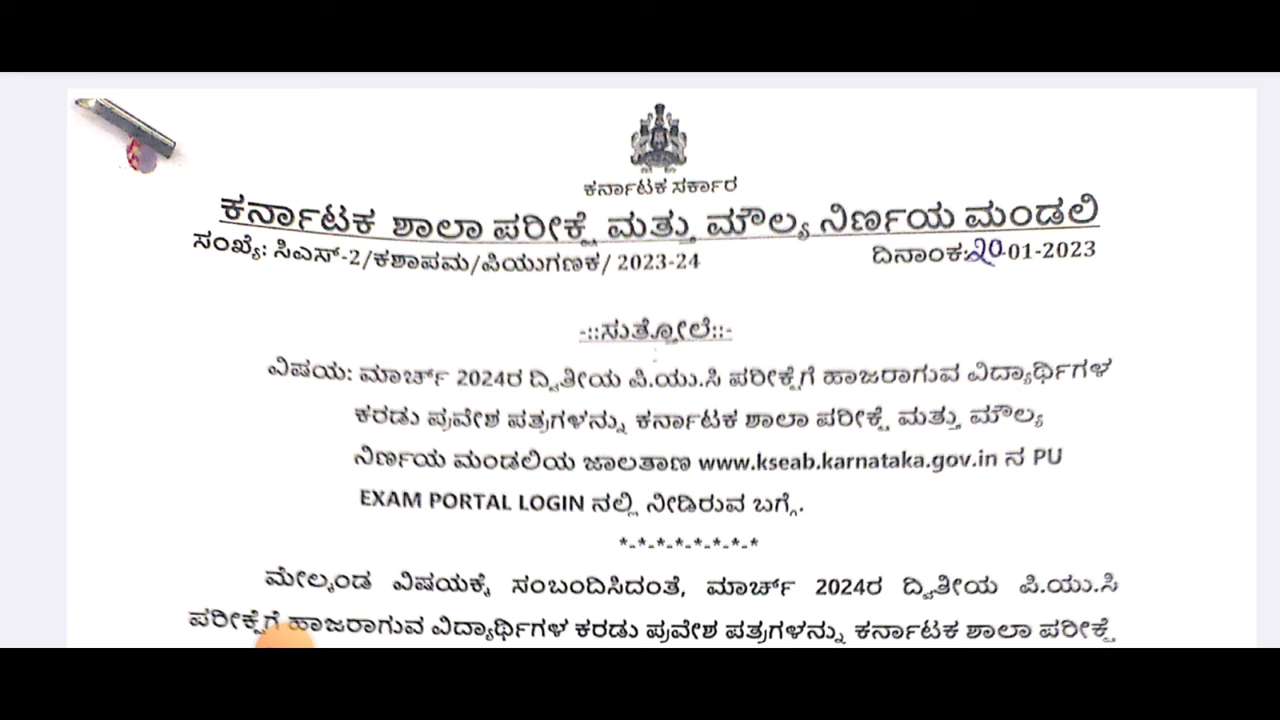 ಕರ್ನಾಟಕ ಸರ್ಕಾರ
ಕರ್ನಾಟಕ ಶಾಲಾ ಪರೀಕ್ಷೆ ಮತ್ತು ಮೌಲ್ಯ ನಿರ್ಣಯ ಮಂಡಲಿ
ಸಂಖ್ಯೆ: ಸಿಎಸ್-2/ಕಶಾಪಮ/ಪಿಯುಗಣಕ/ 2023-24 ದಿನಾಂಕ:20-01-2023
-::ಸುತ್ತೋಲೆ::-
ವಿಷಯ: ಮಾರ್ಚ್ 2024ರ ದ್ವಿತೀಯ ಪಿ.ಯು.ಸಿ ಪರೀಕ್ಷೆಗೆ ಹಾಜರಾಗುವ ವಿದ್ಯಾರ್ಥಿಗಳ
ಕರಡು ಪ್ರವೇಶ ಪತ್ರಗಳನ್ನು ಕರ್ನಾಟಕ ಶಾಲಾ ಪರೀಕ್ಷೆ ಮತ್ತು ಮೌಲ್ಯ
ನಿರ್ಣಯ ಮಂಡಲಿಯ ಜಾಲತಾಣ www.kseab.karnataka.gov.in ನ PU
EXAM PORTAL LOGIN ನಲ್ಲಿ ನೀಡಿರುವ ಬಗ್ಗೆ.
*-*-*-*-*-*-*-*
ಮೇಲ್ಕಂಡ ವಿಷಯಕ್ಕೆ ಸಂಬಂದಿಸಿದಂತೆ, ಮಾರ್ಚ್ 2024ರ ದ್ವಿತೀಯ ಪಿ.ಯು.ಸಿ
ಪರೀಕ್ಷೆಗೆ ಹಾಜರಾಗುವ ವಿದ್ಯಾರ್ಥಿಗಳ ಕರಡು ಪ್ರವೇಶ ಪತ್ರಗಳನ್ನು ಕರ್ನಾಟಕ ಶಾಲಾ ಪರೀಕ್ಷೆ